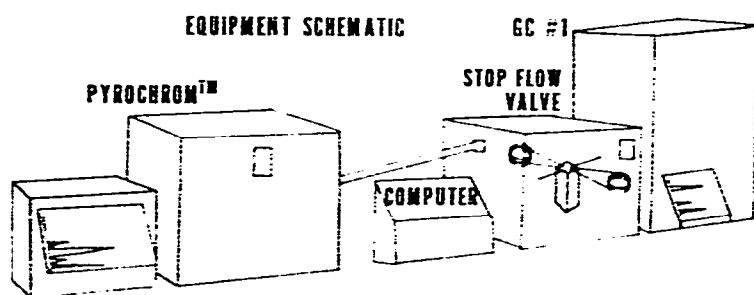 EQUIPMENT SCHEMATIC
GC #1
PYROCHROM™
STOP FLOW
VALVE
COMPUTER